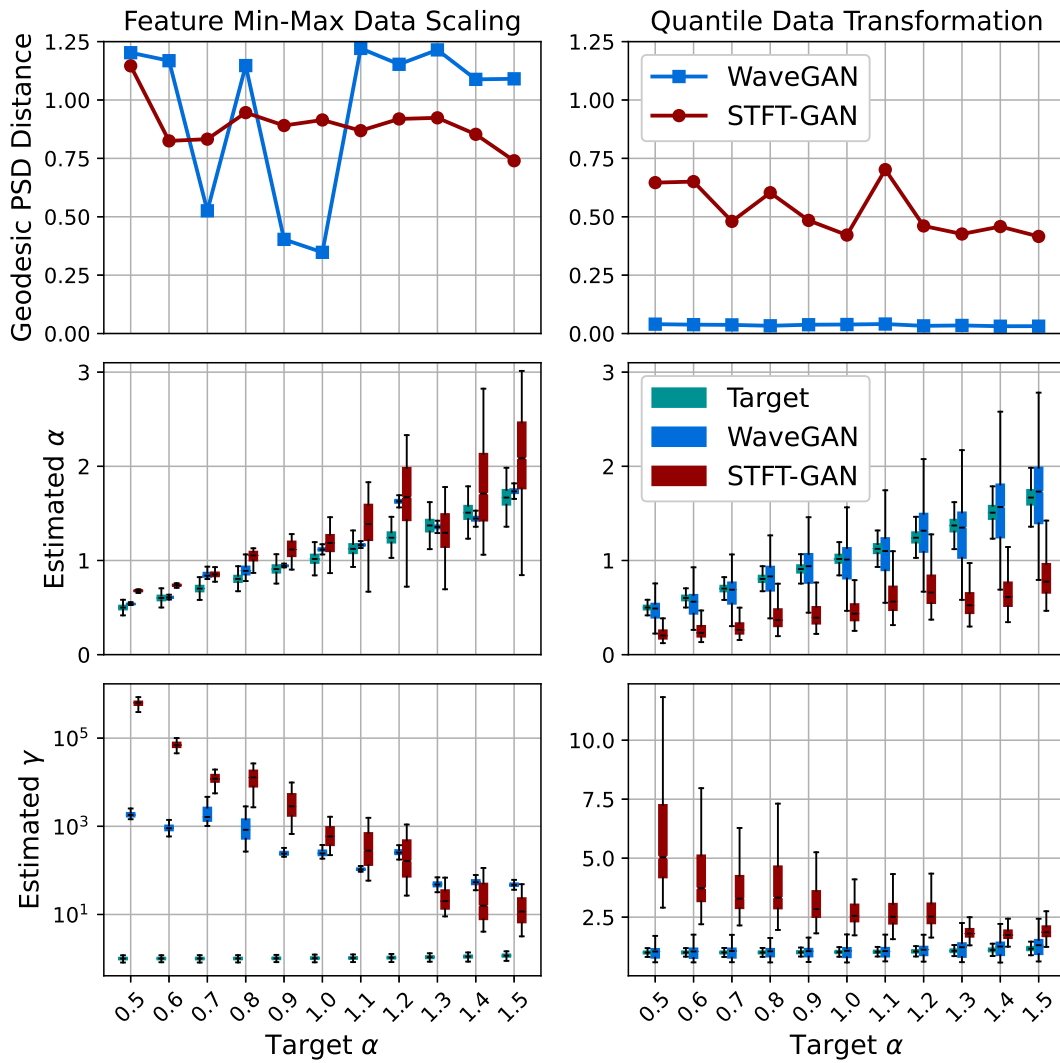 Feature Min-Max Data Scaling
Quantile Data Transformation
Geodesic PSD Distance
1.25
1.00
0.75
0.50
0.25
0.00
1.25
1.00
0.75
0.50
0.25
0.00
WaveGAN
STFT-GAN
Estimated α
3
2
1
0
3
2
1
0
Target
WaveGAN
STFT-GAN
Estimated γ
10^5
10^3
10^1
10.0
7.5
5.0
2.5
0.5 0.6 0.7 0.8 0.9 1.0 1.1 1.2 1.3 1.4 1.5
0.5 0.6 0.7 0.8 0.9 1.0 1.1 1.2 1.3 1.4 1.5
Target α
Target α